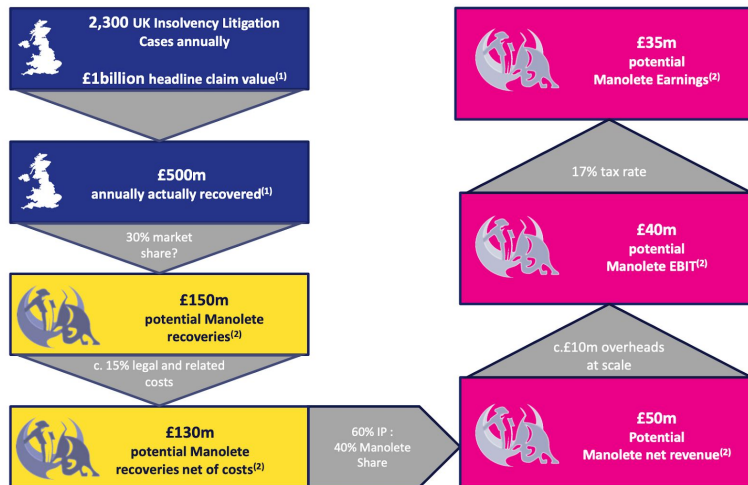 2,300 UK Insolvency Litigation
Cases annually
£1billion headline claim value(1)
£500m
annually actually recovered(1)
30% market
share?
£150m
potential Manolete
recoveries(2)
c. 15% legal and related
costs
£130m
potential Manolete
recoveries net of costs(2)
60% IP :
40% Manolete
Share
£50m
Potential
Manolete net revenue(2)
c.£10m overheads
at scale
£40m
potential
Manolete EBIT(2)
17% tax rate
£35m
potential
Manolete Earnings(2)